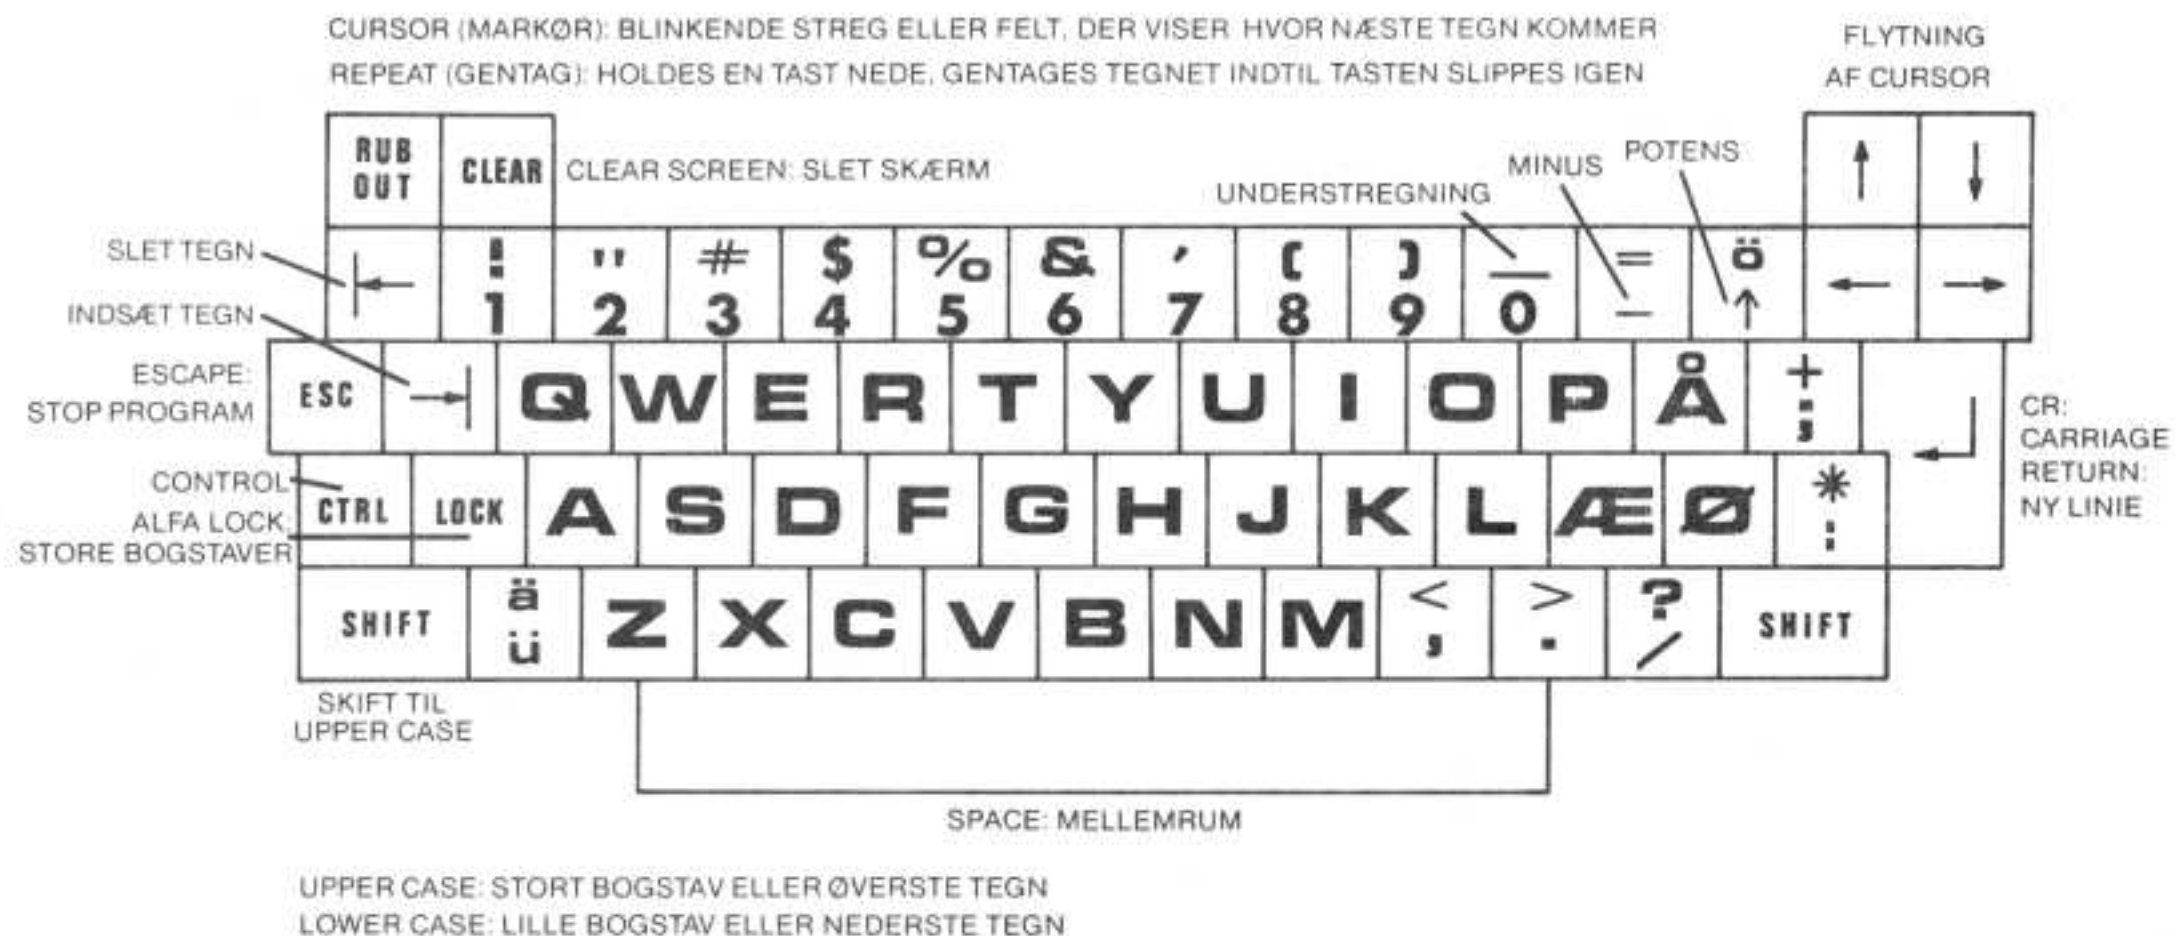 CURSOR (MARKØR): BLINKENDE STREG ELLER FELT, DER VISER HVOR NÆSTE TEGN KOMMER
REPEAT (GENTAG): HOLDES EN TAST NEDE, GENTAGES TEGNET INDTIL TASTEN SLIPPES IGEN
FLYTNING
AF CURSOR
RUB
OUT
CLEAR
CLEAR SCREEN: SLET SKÆRM
UNDERSTREGNING
MINUS
POTENS
↑ ↓
SLET TEGN
INDSÆT TEGN
! " # $ % & ' ( ) _ = ö
1 2 3 4 5 6 7 8 9 0 - ↑
← →
ESCAPE:
STOP PROGRAM
ESC →| Q W E R T Y U I O P Å + ;
CR:
CARRIAGE
RETURN:
NY LINIE
CONTROL
ALFA LOCK:
STORE BOGSTAVER
CTRL LOCK A S D F G H J K L Æ Ø * :
SHIFT ä ü Z X C V B N M < , > . ? / SHIFT
SKIFT TIL
UPPER CASE
SPACE: MELLEMRUM
UPPER CASE: STORT BOGSTAV ELLER ØVERSTE TEGN
LOWER CASE: LILLE BOGSTAV ELLER NEDERSTE TEGN